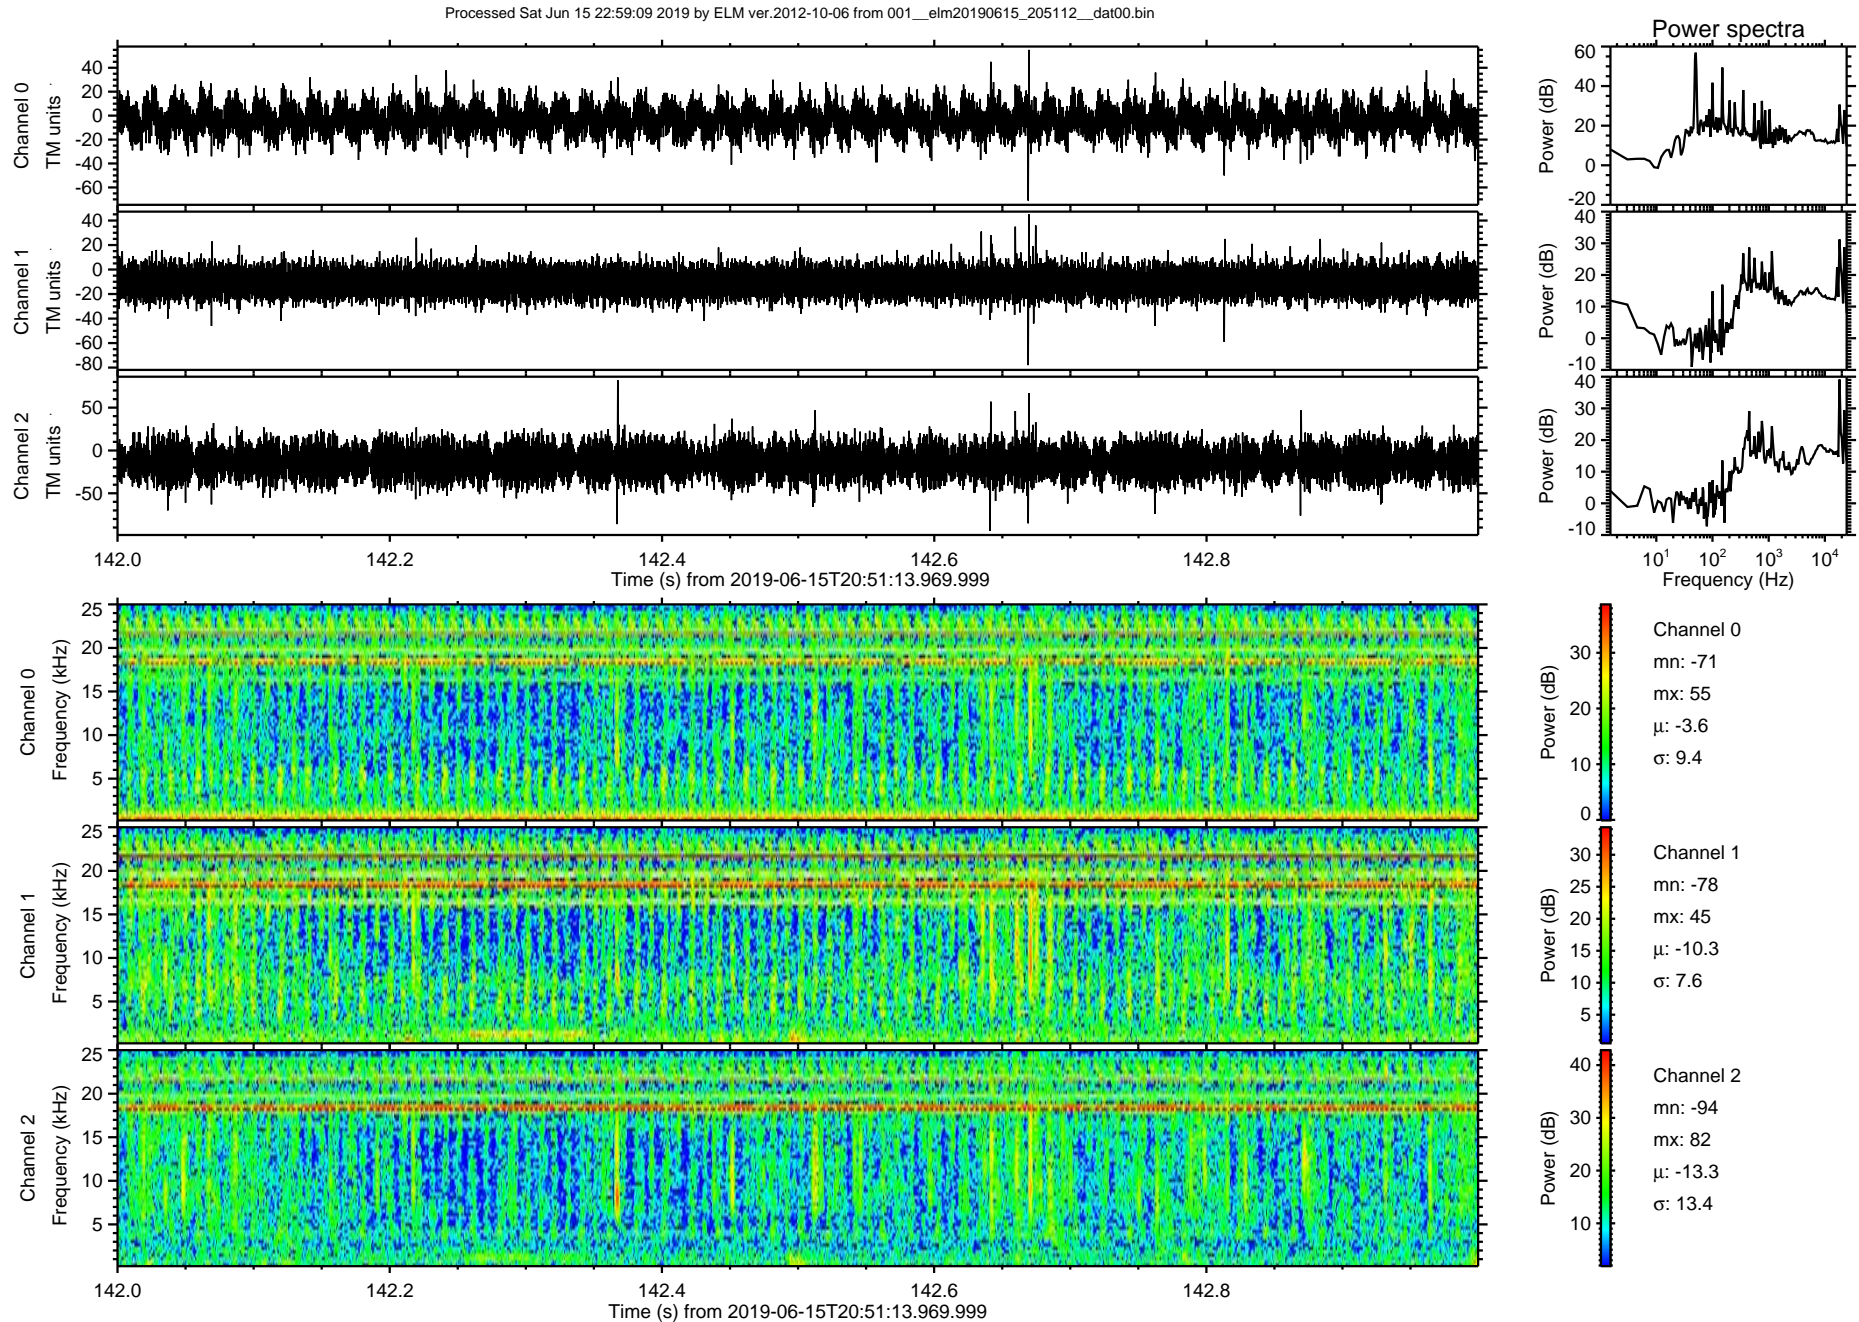 Processed Sat Jun 15 22:59:09 2019 by ELM ver.2012-10-06 from 001__elm20190615_205112__dat00.bin
Power spectra
Channel 0
TM units
40
20
0
-20
-40
-60
Power (dB)
60
40
20
0
-20
Channel 1
TM units
40
20
0
-20
-40
-60
-80
Power (dB)
40
30
20
10
0
-10
Channel 2
TM units
50
0
-50
Power (dB)
40
30
20
10
0
-10
142.0 142.2 142.4 142.6 142.8
Time (s) from 2019-06-15T20:51:13.969.999
10^1 10^2 10^3 10^4
Frequency (Hz)
Channel 0
Frequency (kHz)
25
20
15
10
5
Power (dB)
30
20
10
0
Channel 0
mn: -71
mx: 55
μ: -3.6
σ: 9.4
Channel 1
Frequency (kHz)
25
20
15
10
5
Power (dB)
30
25
20
15
10
5
Channel 1
mn: -78
mx: 45
μ: -10.3
σ: 7.6
Channel 2
Frequency (kHz)
25
20
15
10
5
Power (dB)
40
30
20
10
Channel 2
mn: -94
mx: 82
μ: -13.3
σ: 13.4
142.0 142.2 142.4 142.6 142.8
Time (s) from 2019-06-15T20:51:13.969.999